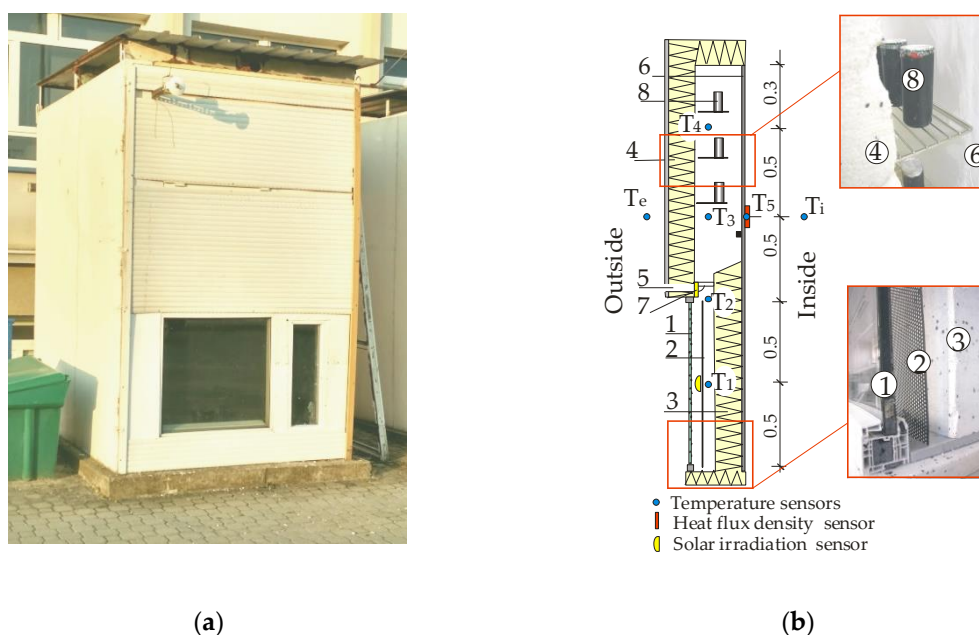 6
8
T4
4
Te
T3
T5
Ti
Outside
Inside
5
7
T2
1
2
T1
3
0.3
0.5
0.5
0.5
0.5
8
4
6
1
2
3
Temperature sensors
Heat flux density sensor
Solar irradiation sensor
(a)
(b)